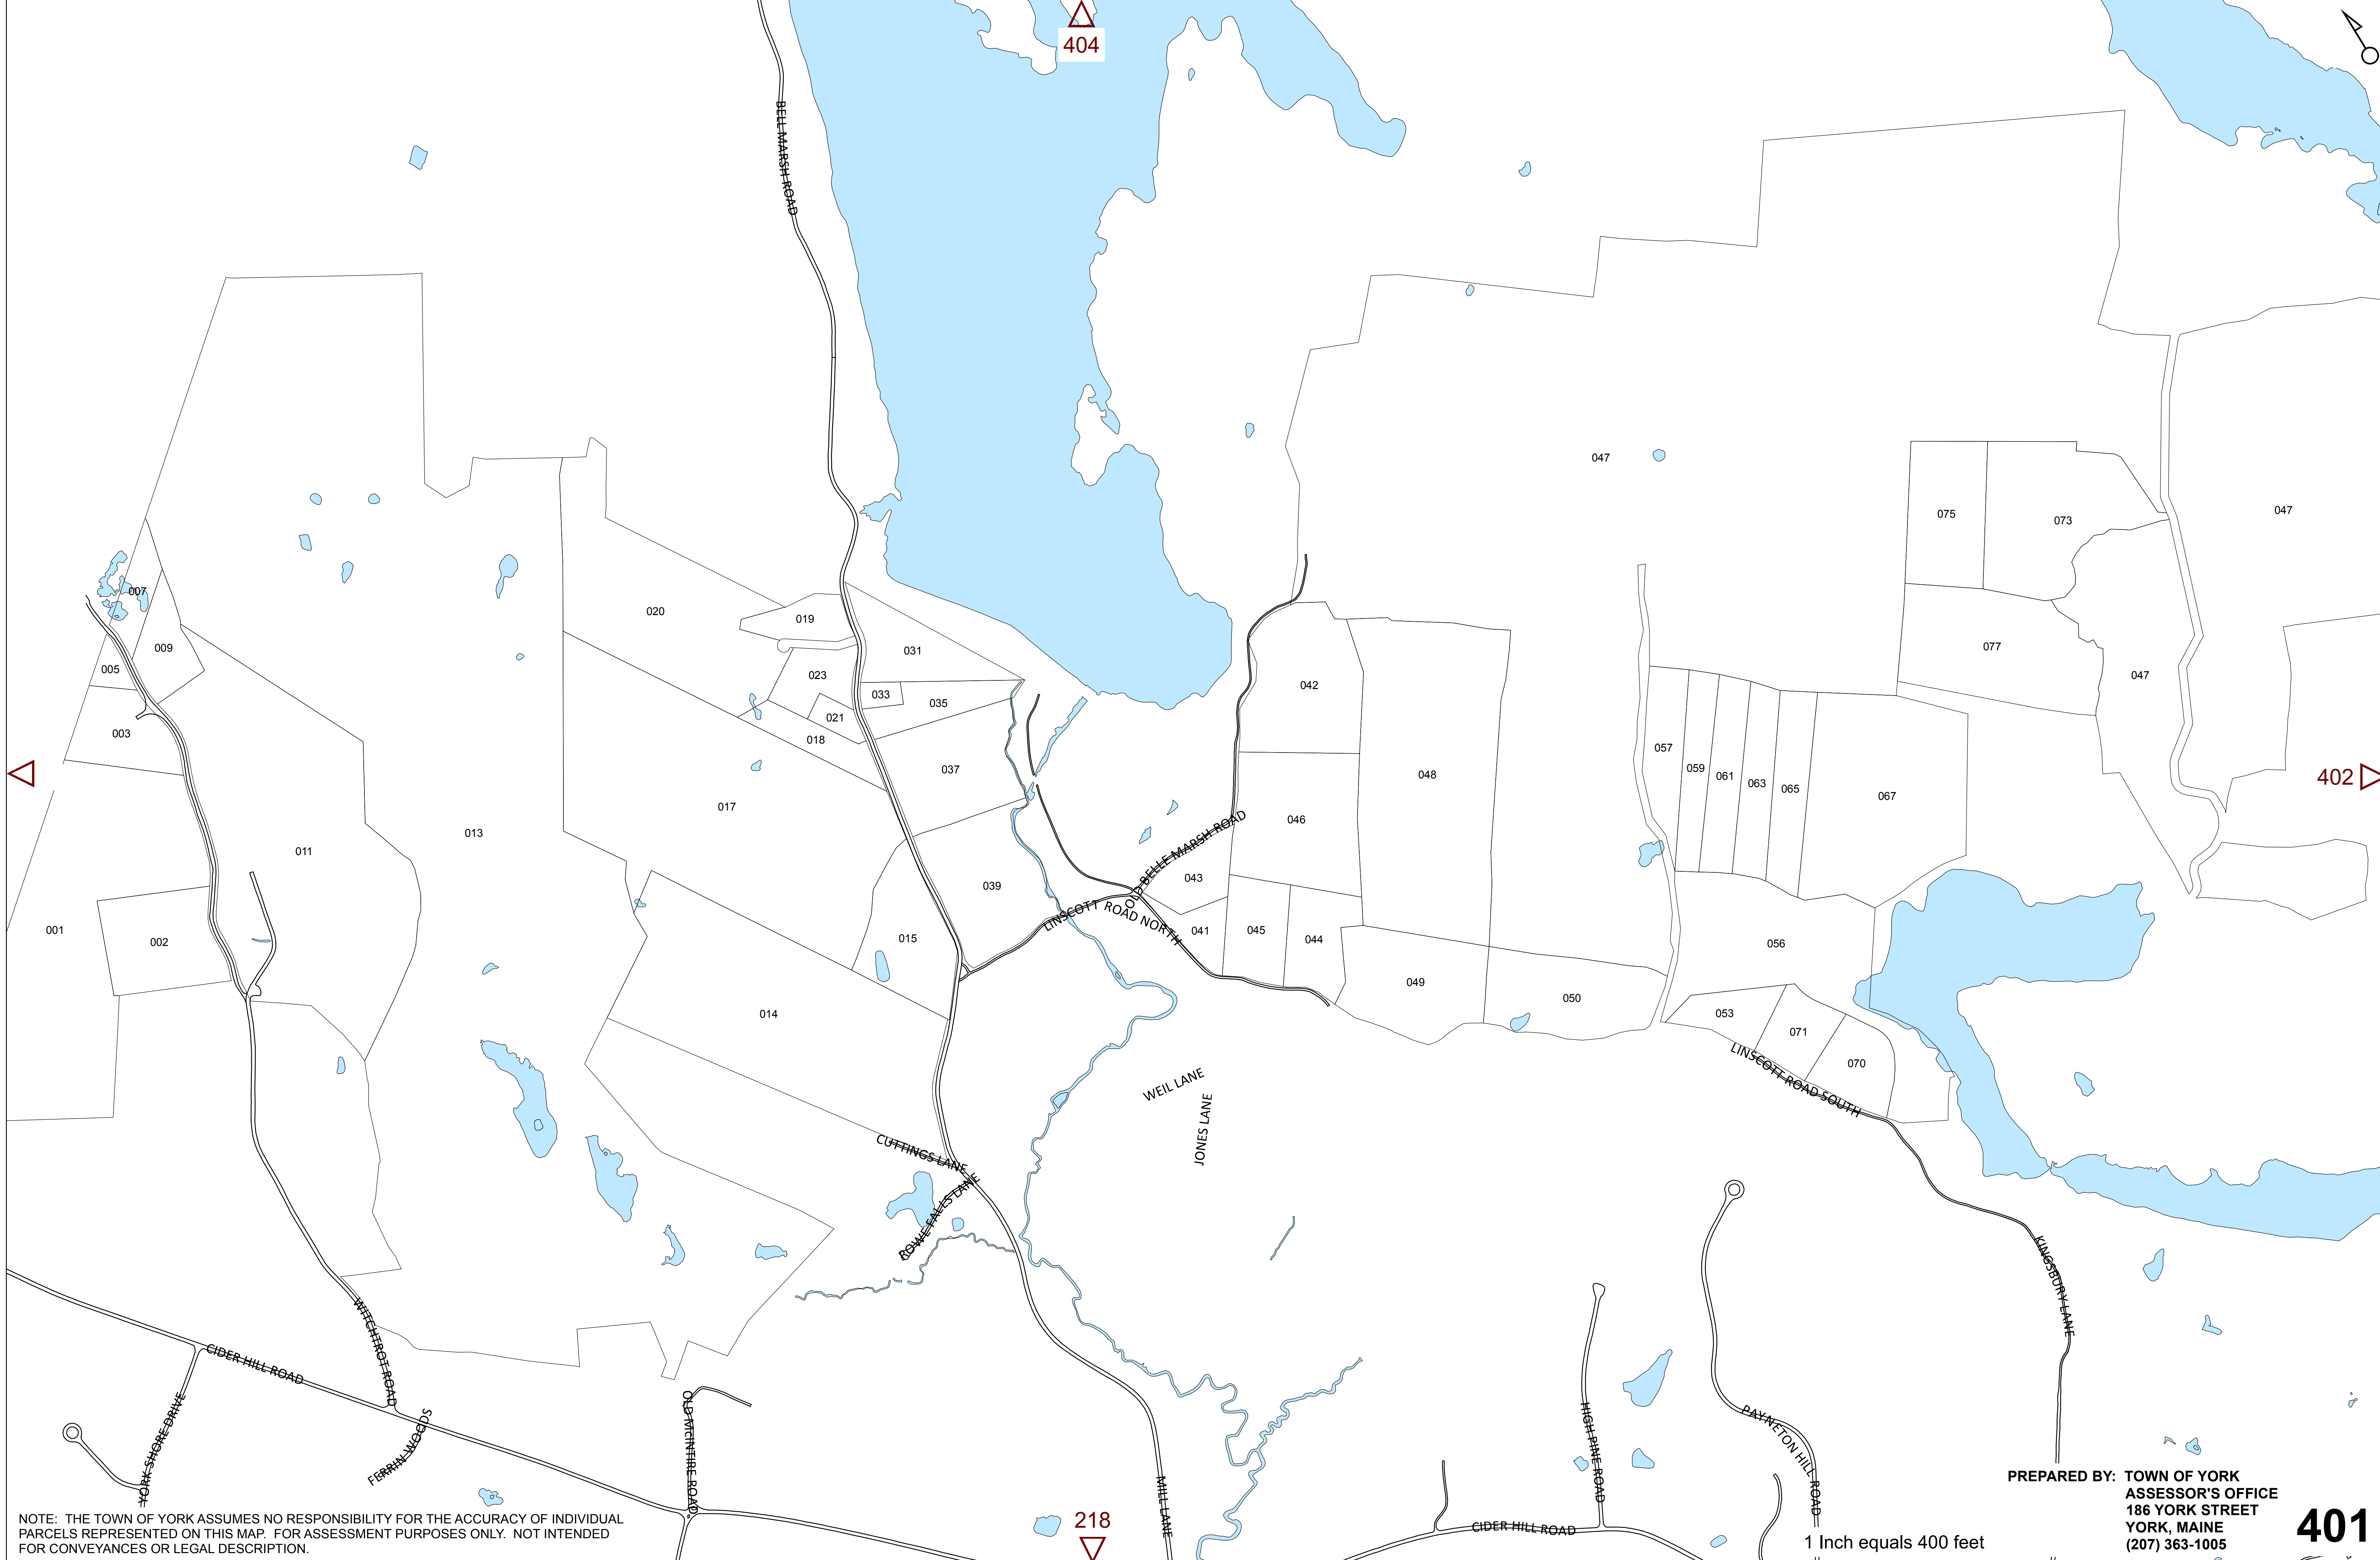 404
BELL MARSH ROAD
047
075
073
047
007
020
019
009
031
005
023
042
077
047
033
035
021
003
018
057
037
048
059
061
063
065
067
402
017
013
046
OLD BELLE MARSH ROAD
011
043
039
LINSCOTT ROAD NORTH
001
002
015
041
045
044
056
014
049
050
053
071
070
LINSCOTT ROAD SOUTH
WEIL LANE
JONES LANE
CUTTINGS LANE
ROWE FALLS LANE
KINGSBURY LANE
WITCHTROT ROAD
CIDER HILL ROAD
YORK SHORE DRIVE
FERRIN WOODS
OLD McINTIRE ROAD
MILL LANE
HIGH PINE ROAD
PAYNETON HILL ROAD
CIDER HILL ROAD
218
NOTE: THE TOWN OF YORK ASSUMES NO RESPONSIBILITY FOR THE ACCURACY OF INDIVIDUAL
PARCELS REPRESENTED ON THIS MAP. FOR ASSESSMENT PURPOSES ONLY. NOT INTENDED
FOR CONVEYANCES OR LEGAL DESCRIPTION.
1 Inch equals 400 feet
PREPARED BY: TOWN OF YORK
ASSESSOR'S OFFICE
186 YORK STREET
YORK, MAINE
(207) 363-1005
401